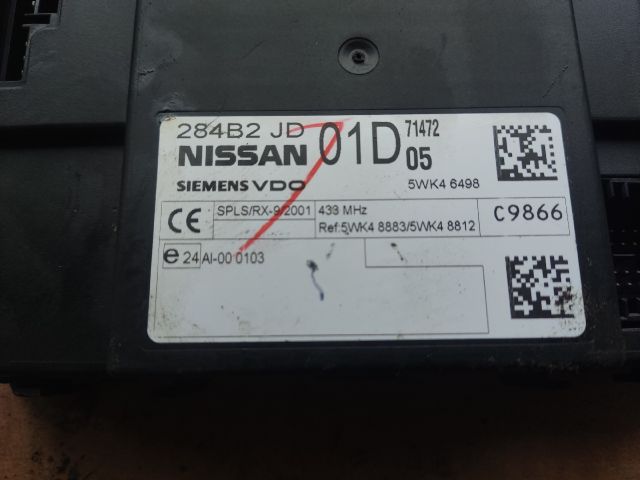 284B2 JD 01D 71472
NISSAN 05
SIEMENS VDO 5WK4 6498
CE SPLS/RX-9/2001 433 MHz C9866
Ref:5WK4 8883/5WK4 8812
e 24 AI-00 0103